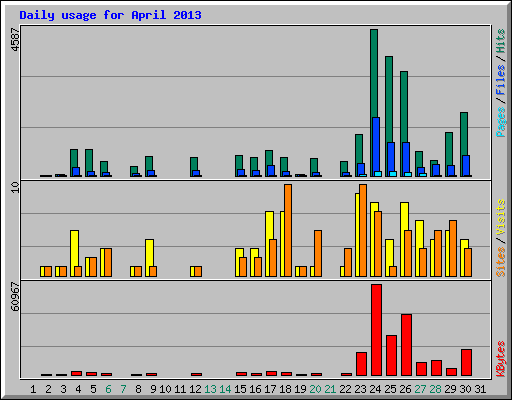 Daily usage for April 2013
4587
Pages / Files / Hits
10
Sites / Visits
60967
KBytes
1 2 3 4 5 6 7 8 9 10 11 12 13 14 15 16 17 18 19 20 21 22 23 24 25 26 27 28 29 30 31